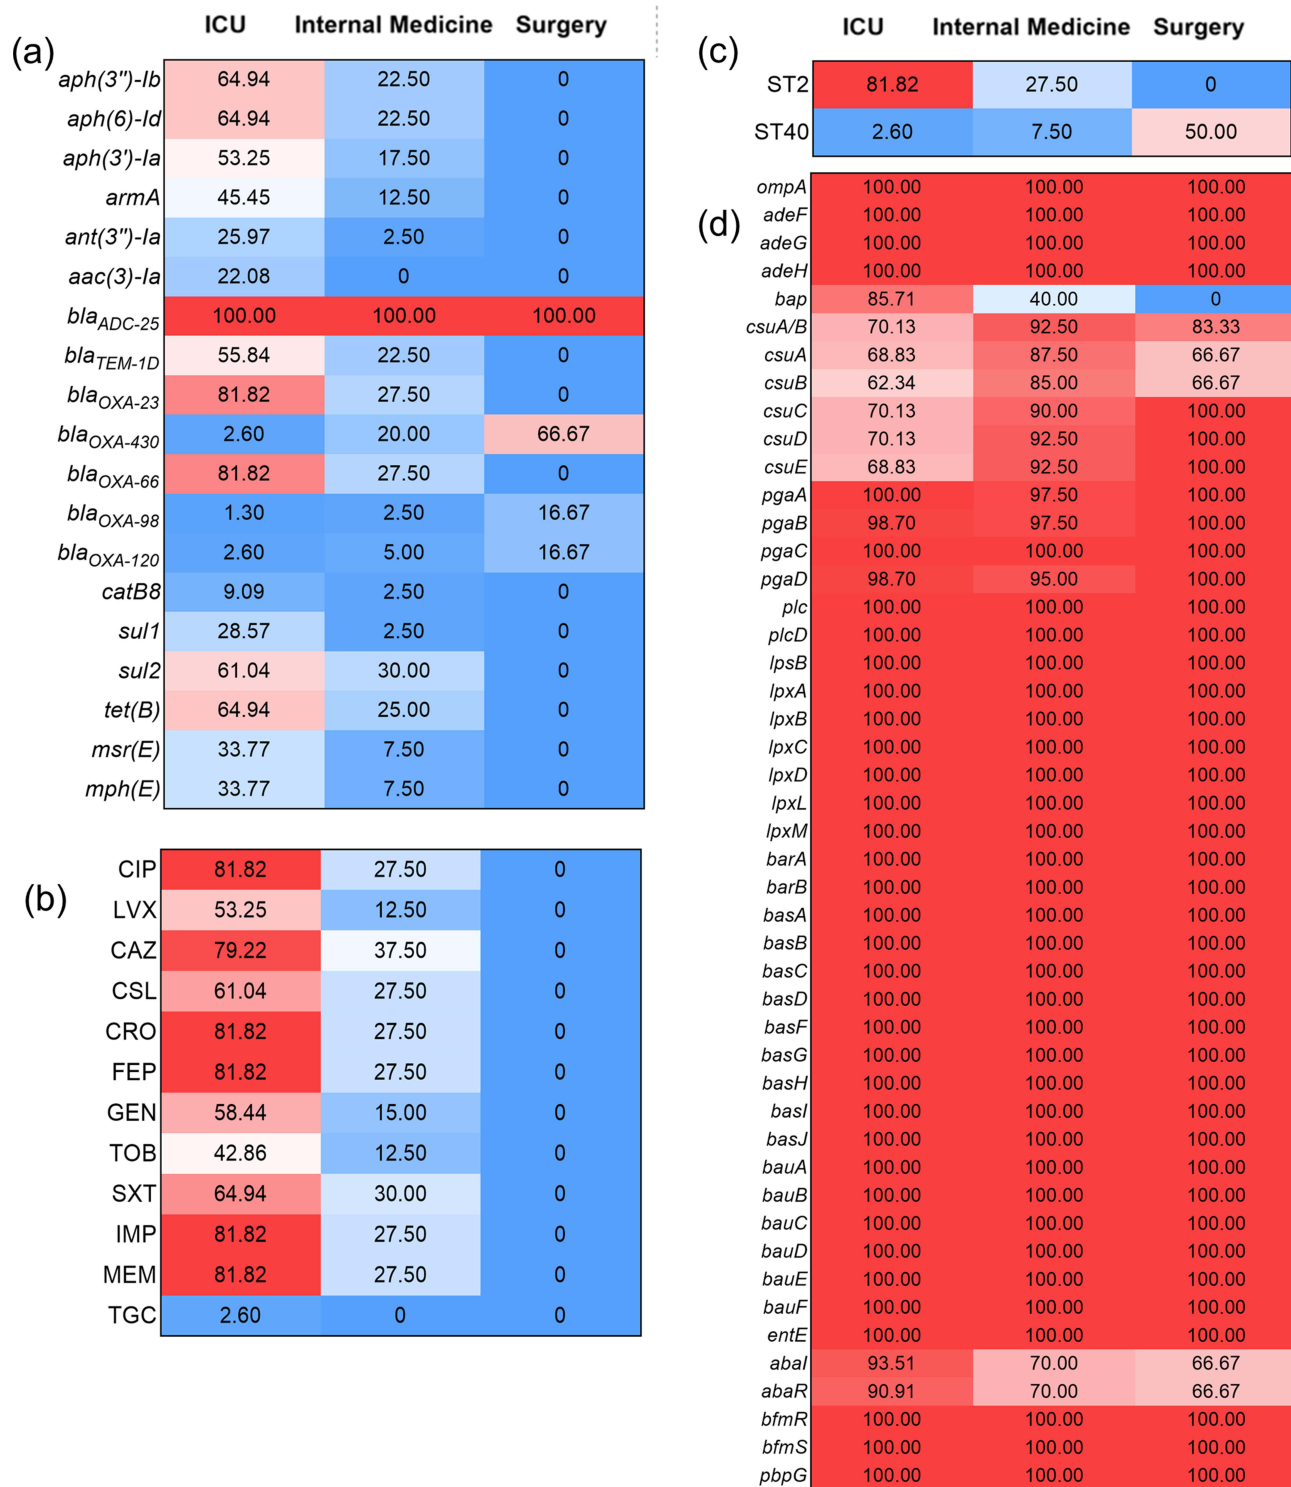 ICU Internal Medicine Surgery
(a)
aph(3")-Ib 64.94 22.50 0
aph(6)-Id 64.94 22.50 0
aph(3')-Ia 53.25 17.50 0
armA 45.45 12.50 0
ant(3")-Ia 25.97 2.50 0
aac(3)-Ia 22.08 0 0
blaADC-25 100.00 100.00 100.00
blaTEM-1D 55.84 22.50 0
blaOXA-23 81.82 27.50 0
blaOXA-430 2.60 20.00 66.67
blaOXA-66 81.82 27.50 0
blaOXA-98 1.30 2.50 16.67
blaOXA-120 2.60 5.00 16.67
catB8 9.09 2.50 0
sul1 28.57 2.50 0
sul2 61.04 30.00 0
tet(B) 64.94 25.00 0
msr(E) 33.77 7.50 0
mph(E) 33.77 7.50 0
(b)
CIP 81.82 27.50 0
LVX 53.25 12.50 0
CAZ 79.22 37.50 0
CSL 61.04 27.50 0
CRO 81.82 27.50 0
FEP 81.82 27.50 0
GEN 58.44 15.00 0
TOB 42.86 12.50 0
SXT 64.94 30.00 0
IMP 81.82 27.50 0
MEM 81.82 27.50 0
TGC 2.60 0 0
ICU Internal Medicine Surgery
(c)
ST2 81.82 27.50 0
ST40 2.60 7.50 50.00
(d)
ompA 100.00 100.00 100.00
adeF 100.00 100.00 100.00
adeG 100.00 100.00 100.00
adeH 100.00 100.00 100.00
bap 85.71 40.00 0
csuA/B 70.13 92.50 83.33
csuA 68.83 87.50 66.67
csuB 62.34 85.00 66.67
csuC 70.13 90.00 100.00
csuD 70.13 92.50 100.00
csuE 68.83 92.50 100.00
pgaA 100.00 97.50 100.00
pgaB 98.70 97.50 100.00
pgaC 100.00 100.00 100.00
pgaD 98.70 95.00 100.00
plc 100.00 100.00 100.00
plcD 100.00 100.00 100.00
lpsB 100.00 100.00 100.00
lpxA 100.00 100.00 100.00
lpxB 100.00 100.00 100.00
lpxC 100.00 100.00 100.00
lpxD 100.00 100.00 100.00
lpxL 100.00 100.00 100.00
lpxM 100.00 100.00 100.00
barA 100.00 100.00 100.00
barB 100.00 100.00 100.00
basA 100.00 100.00 100.00
basB 100.00 100.00 100.00
basC 100.00 100.00 100.00
basD 100.00 100.00 100.00
basF 100.00 100.00 100.00
basG 100.00 100.00 100.00
basH 100.00 100.00 100.00
basI 100.00 100.00 100.00
basJ 100.00 100.00 100.00
bauA 100.00 100.00 100.00
bauB 100.00 100.00 100.00
bauC 100.00 100.00 100.00
bauD 100.00 100.00 100.00
bauE 100.00 100.00 100.00
bauF 100.00 100.00 100.00
entE 100.00 100.00 100.00
abaI 93.51 70.00 66.67
abaR 90.91 70.00 66.67
bfmR 100.00 100.00 100.00
bfmS 100.00 100.00 100.00
pbpG 100.00 100.00 100.00